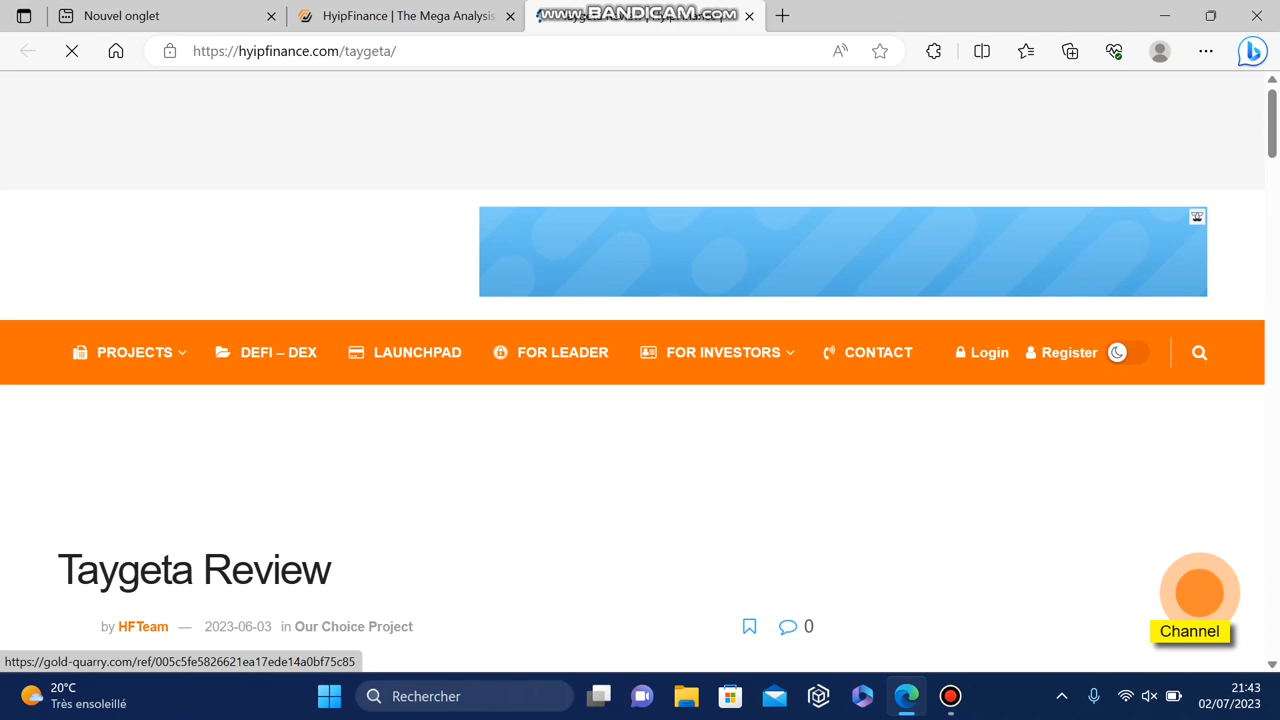 Nouvel onglet
HyipFinance | The Mega Analysis
www.BANDICAM.com
https://hyipfinance.com/taygeta/
PROJECTS
DEFI – DEX
LAUNCHPAD
FOR LEADER
FOR INVESTORS
CONTACT
Login
Register
Taygeta Review
by HFTeam — 2023-06-03 in Our Choice Project
0
Channel
https://gold-quarry.com/ref/005c5fe5826621ea17ede14a0bf75c85
20°C
Très ensoleillé
Rechercher
21:43
02/07/2023